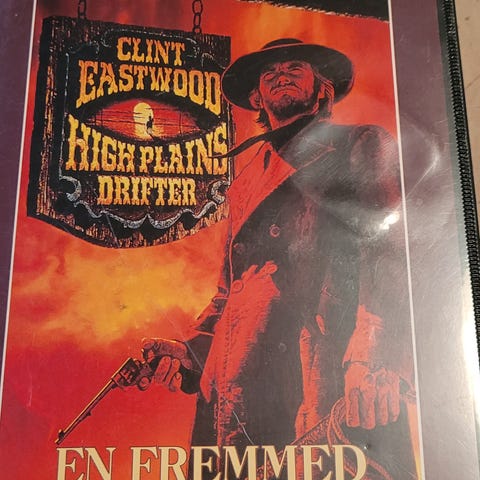 CLINT
EASTWOOD
HIGH PLAINS
DRIFTER
EN FREMMED